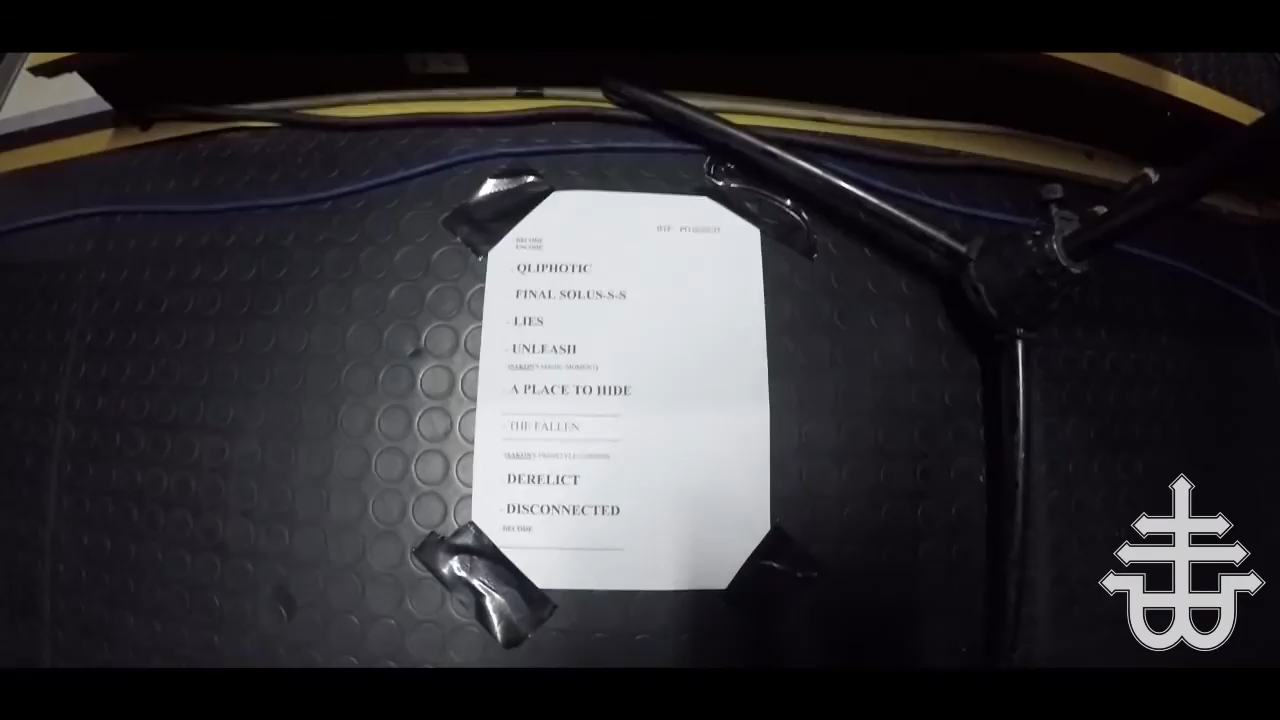 QLIPHOTIC
FINAL SOLUS-S-S
- LIES
- UNLEASH
- A PLACE TO HIDE
- THE FALLEN
DERELICT
- DISCONNECTED